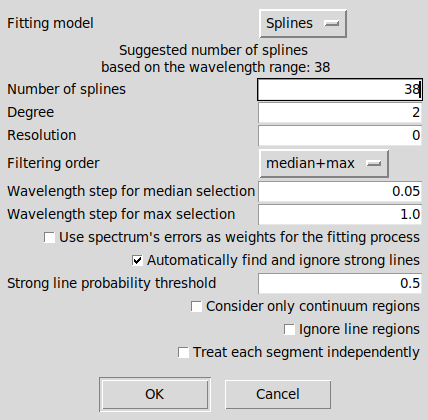 Fitting model Splines
Suggested number of splines
based on the wavelength range: 38
Number of splines 38
Degree 2
Resolution 0
Filtering order median+max
Wavelength step for median selection 0.05
Wavelength step for max selection 1.0
Use spectrum's errors as weights for the fitting process
Automatically find and ignore strong lines
Strong line probability threshold 0.5
Consider only continuum regions
Ignore line regions
Treat each segment independently
OK Cancel